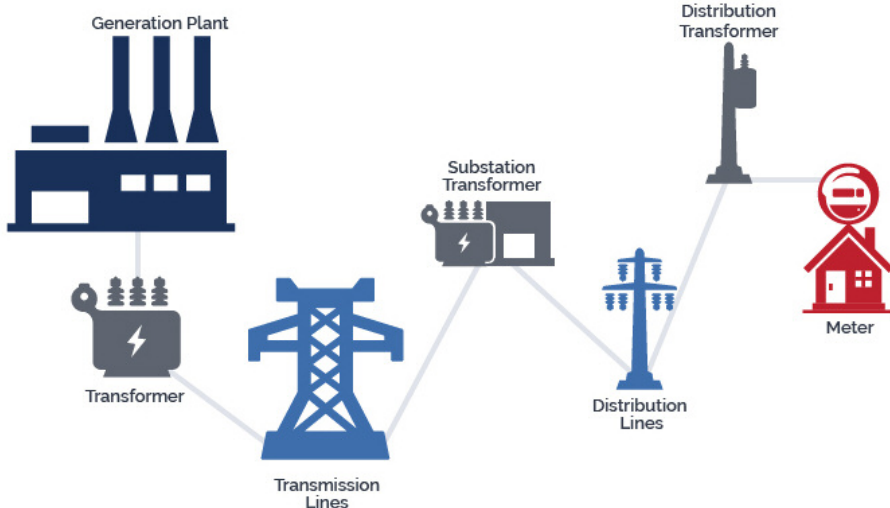 Generation Plant
Transformer
Transmission
Lines
Substation
Transformer
Distribution
Lines
Distribution
Transformer
Meter